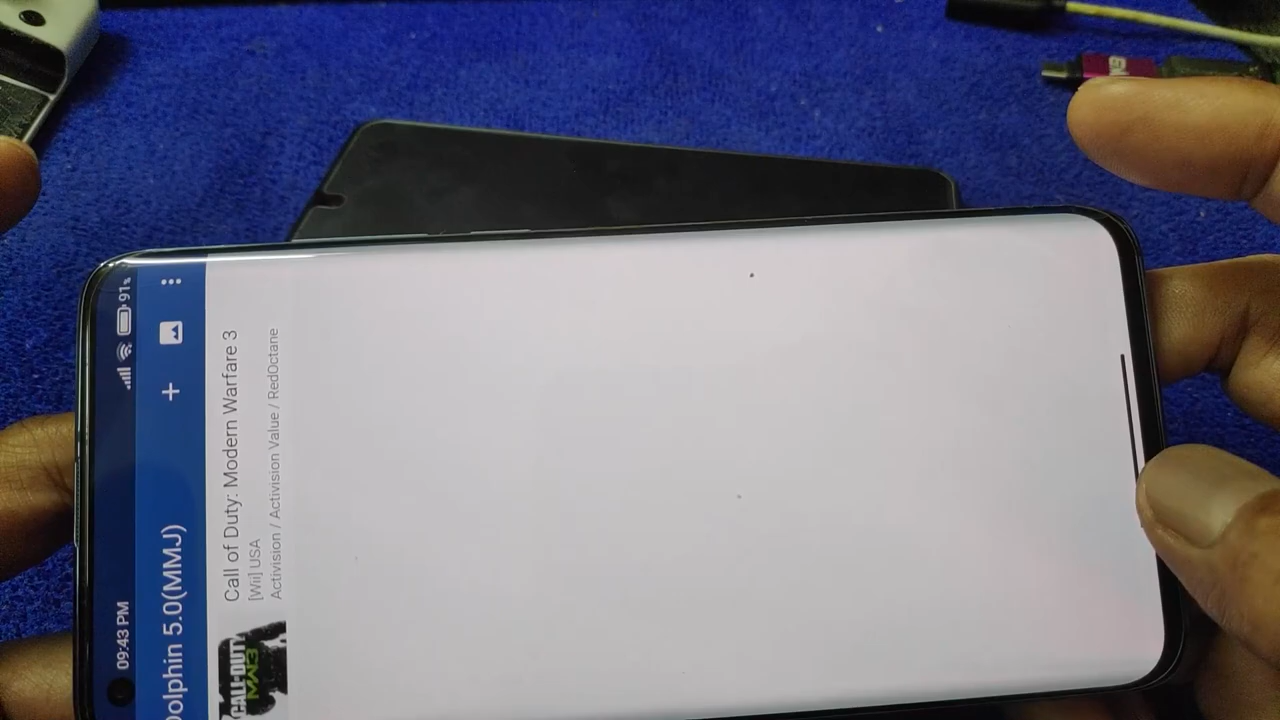 09:43 PM
91%
Dolphin 5.0(MMJ)
+
CALL·DUTY
MW3
Call of Duty: Modern Warfare 3
[Wii] USA
Activision / Activision Value / RedOctane